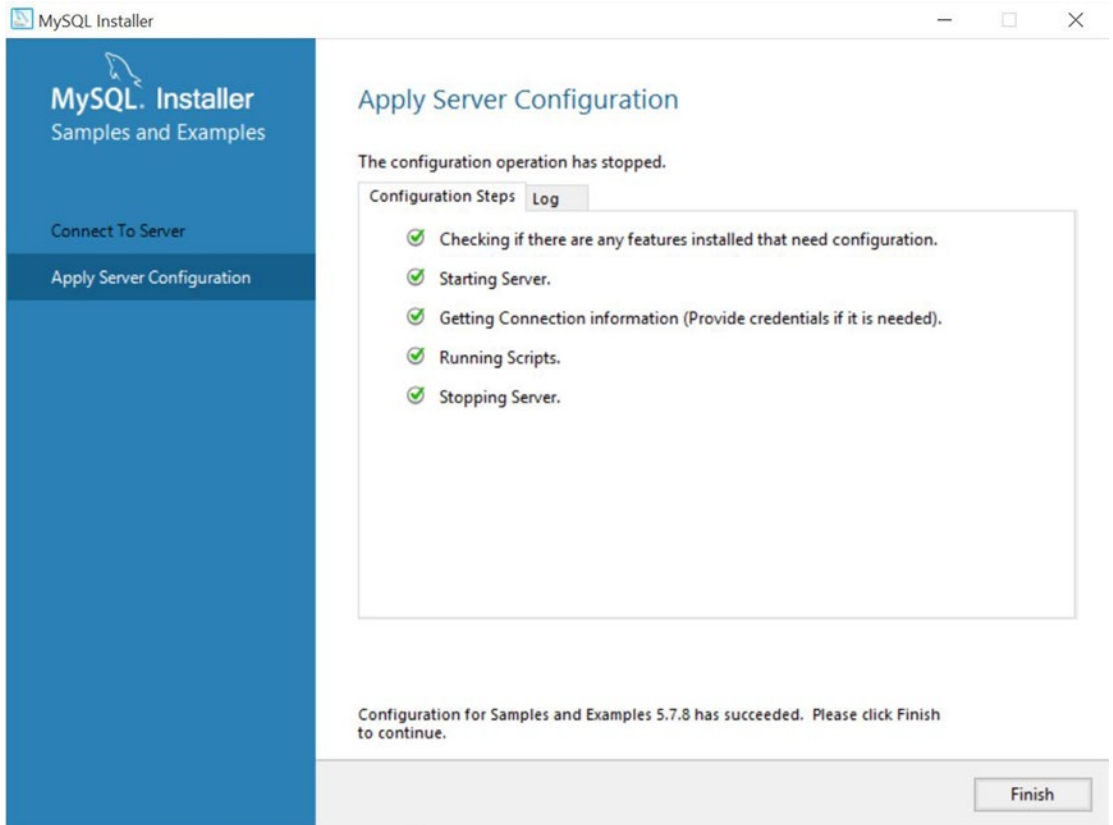 MySQL Installer
MySQL. Installer
Samples and Examples
Connect To Server
Apply Server Configuration
Apply Server Configuration
The configuration operation has stopped.
Configuration Steps Log
Checking if there are any features installed that need configuration.
Starting Server.
Getting Connection information (Provide credentials if it is needed).
Running Scripts.
Stopping Server.
Configuration for Samples and Examples 5.7.8 has succeeded. Please click Finish
to continue.
Finish